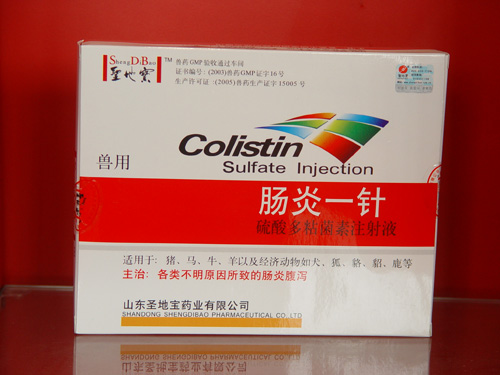 ShengDiBao
圣地宝 TM
兽药GMP验收通过车间
证书编号:(2003)兽药GMP证字16号
生产许可证:(2005)兽药生产证字15005号
Colistin
Sulfate Injection
兽用
肠炎一针
硫酸多粘菌素注射液
适用于:猪、马、牛、羊以及经济动物如犬、狐、貉、貂、鹿等
主治:各类不明原因所致的肠炎腹泻
山东圣地宝药业有限公司
SHANDONG SHENGDIBAO PHARMACEUTICAL CO.,LTD